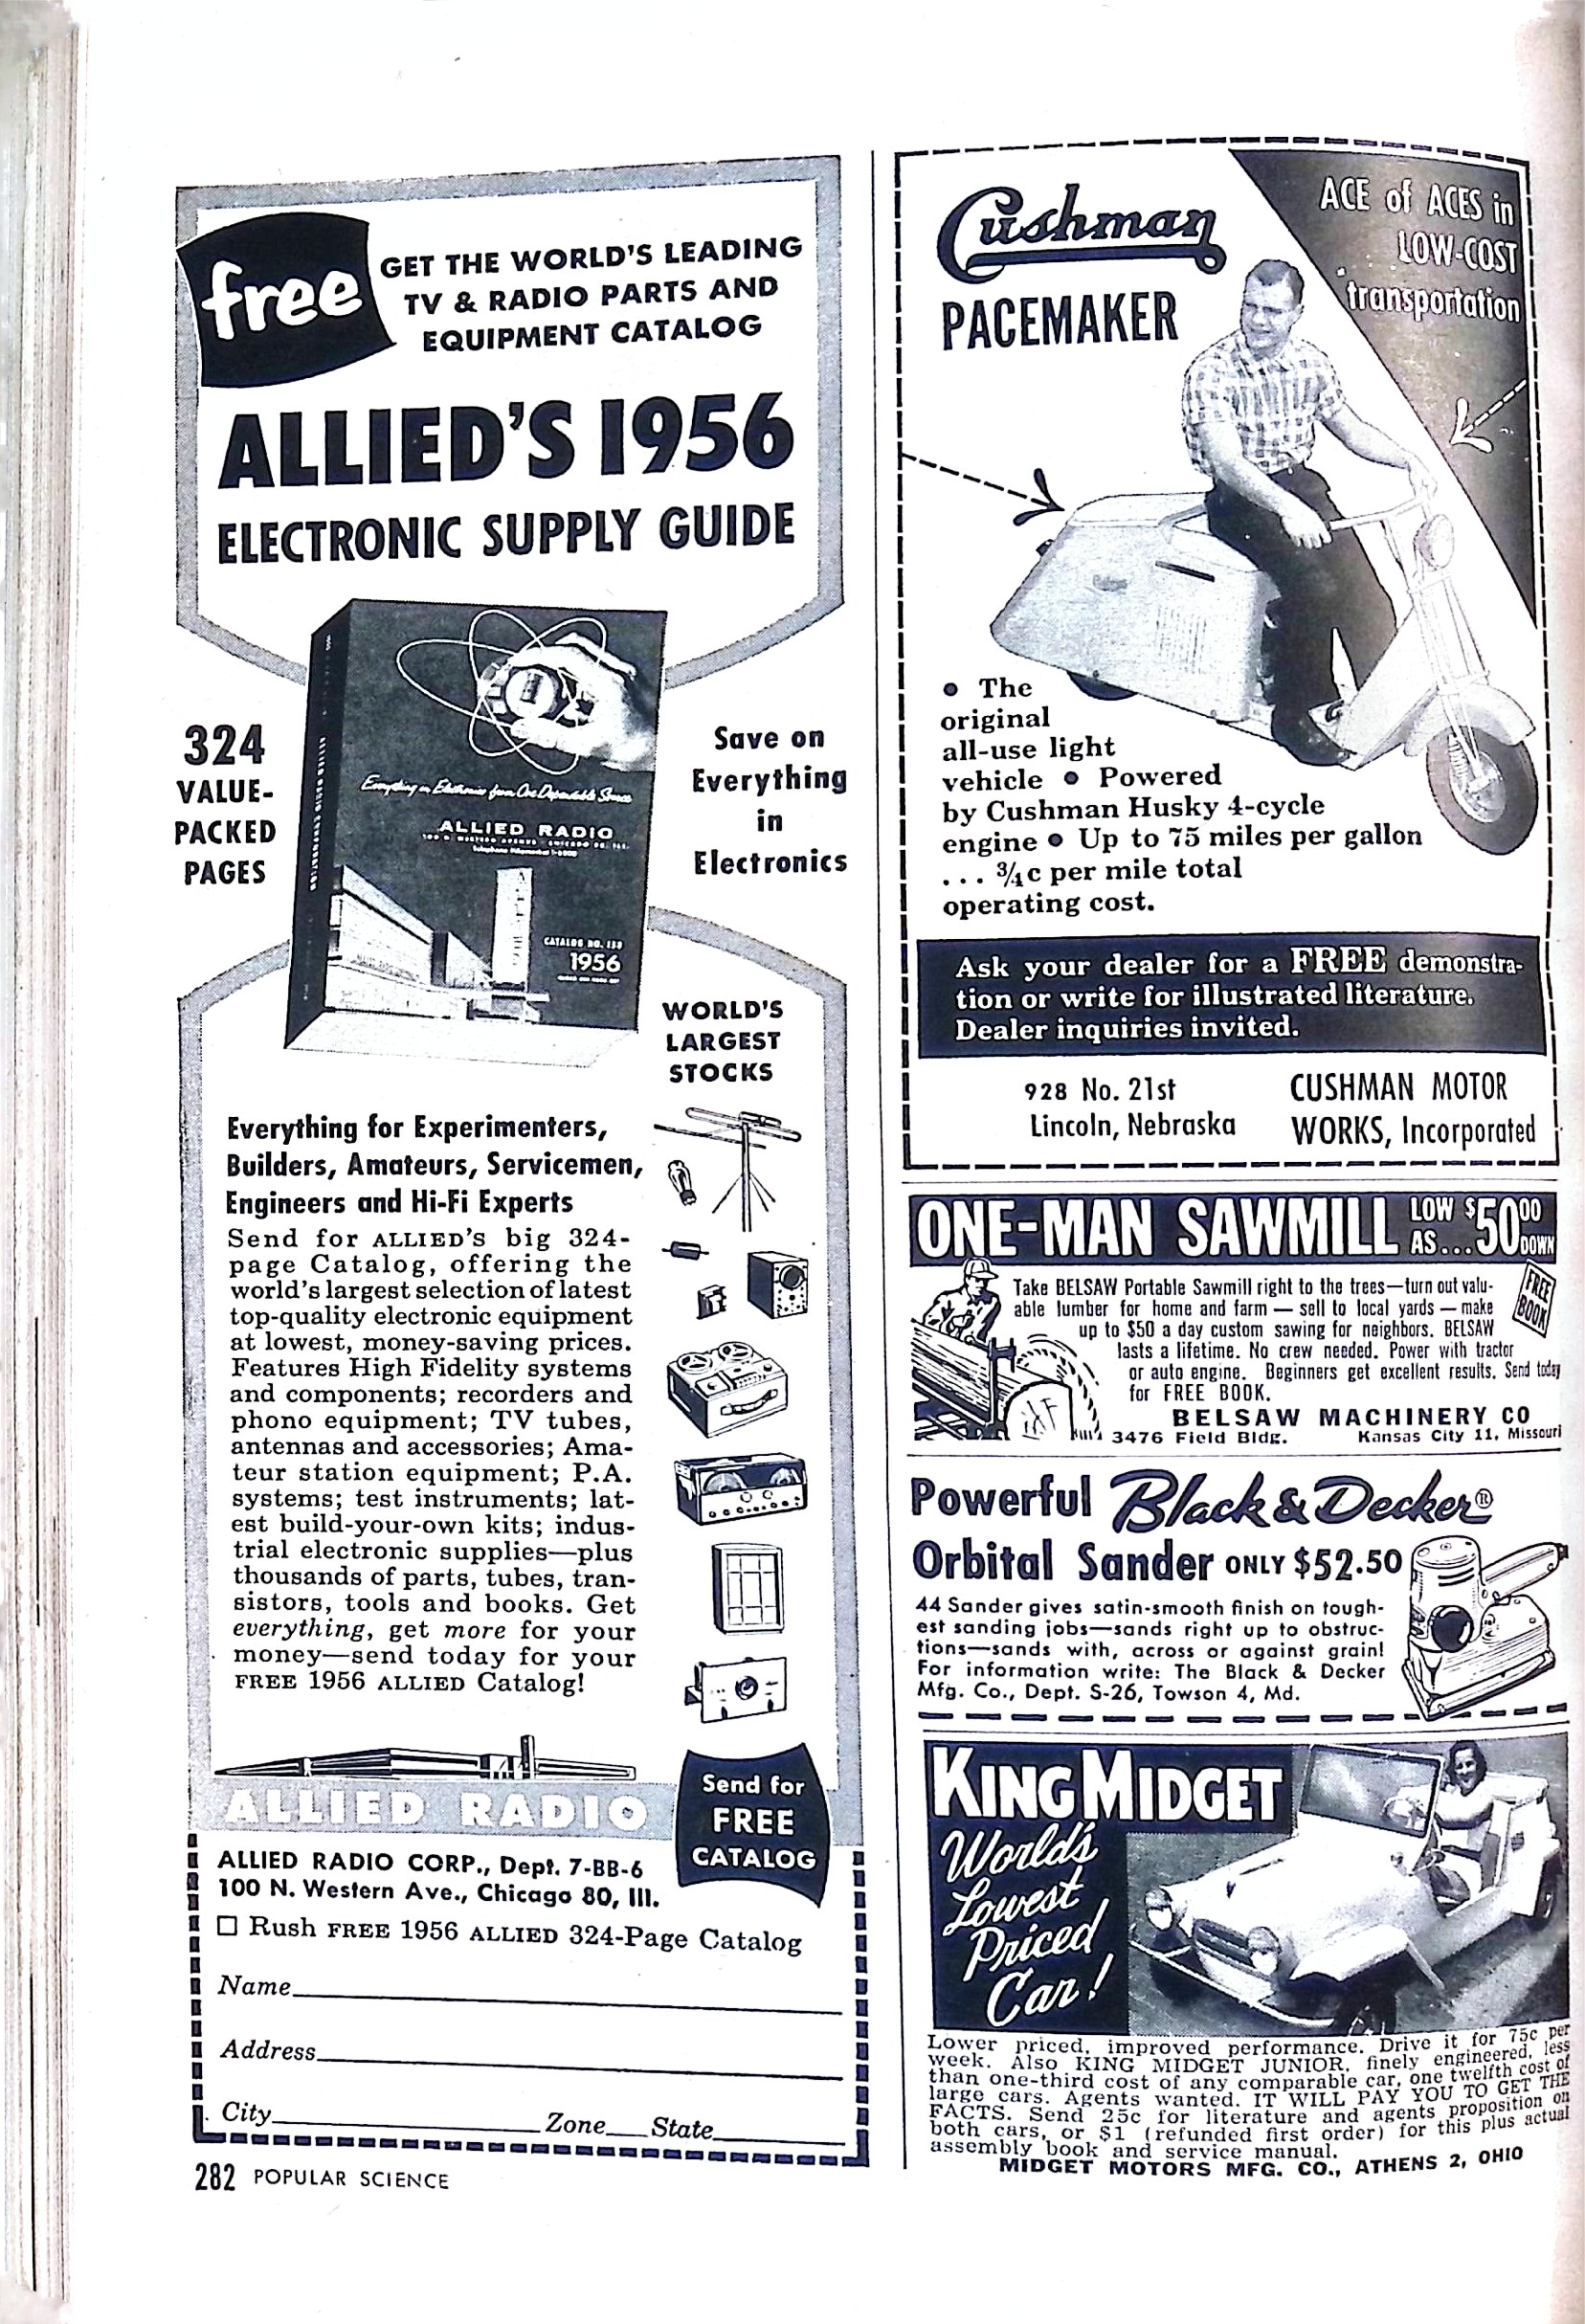 free
GET THE WORLD'S LEADING
TV & RADIO PARTS AND
EQUIPMENT CATALOG
ALLIED'S 1956
ELECTRONIC SUPPLY GUIDE
324
VALUE-
PACKED
PAGES
Everything in Electronics from One Dependable Source
ALLIED RADIO
CATALOG NO.
1956
Save on
Everything
in
Electronics
WORLD'S
LARGEST
STOCKS
Everything for Experimenters,
Builders, Amateurs, Servicemen,
Engineers and Hi-Fi Experts
Send for ALLIED'S big 324-
page Catalog, offering the
world's largest selection of latest
top-quality electronic equipment
at lowest, money-saving prices.
Features High Fidelity systems
and components; recorders and
phono equipment; TV tubes,
antennas and accessories; Ama-
teur station equipment; P.A.
systems; test instruments; lat-
est build-your-own kits; indus-
trial electronic supplies—plus
thousands of parts, tubes, tran-
sistors, tools and books. Get
everything, get more for your
money—send today for your
FREE 1956 ALLIED Catalog!
ALLIED RADIO
Send for
FREE
CATALOG
ALLIED RADIO CORP., Dept. 7-BB-6
100 N. Western Ave., Chicago 80, Ill.
☐ Rush FREE 1956 ALLIED 324-Page Catalog
Name
Address
City Zone State
282 POPULAR SCIENCE
Cushman
PACEMAKER
ACE of ACES in
LOW-COST
transportation
• The
original
all-use light
vehicle • Powered
by Cushman Husky 4-cycle
engine • Up to 75 miles per gallon
... ¾c per mile total
operating cost.
Ask your dealer for a FREE demonstra-
tion or write for illustrated literature.
Dealer inquiries invited.
928 No. 21st
Lincoln, Nebraska
CUSHMAN MOTOR
WORKS, Incorporated
ONE-MAN SAWMILL LOW AS...$50.00 DOWN
FREE
BOOK
Take BELSAW Portable Sawmill right to the trees—turn out valu-
able lumber for home and farm — sell to local yards — make
up to $50 a day custom sawing for neighbors. BELSAW
lasts a lifetime. No crew needed. Power with tractor
or auto engine. Beginners get excellent results. Send today
for FREE BOOK.
BELSAW MACHINERY CO
3476 Field Bldg. Kansas City 11, Missouri
Powerful Black & Decker®
Orbital Sander ONLY $52.50
44 Sander gives satin-smooth finish on tough-
est sanding jobs—sands right up to obstruc-
tions—sands with, across or against grain!
For information write: The Black & Decker
Mfg. Co., Dept. S-26, Towson 4, Md.
KING MIDGET
World's
Lowest
Priced
Car!
Lower priced, improved performance. Drive it for 75c per
week. Also KING MIDGET JUNIOR, finely engineered, less
than one-third cost of any comparable car, one twelfth cost of
large cars. Agents wanted. IT WILL PAY YOU TO GET THE
FACTS. Send 25c for literature and agents proposition on
both cars, or $1 (refunded first order) for this plus actual
assembly book and service manual.
MIDGET MOTORS MFG. CO., ATHENS 2, OHIO